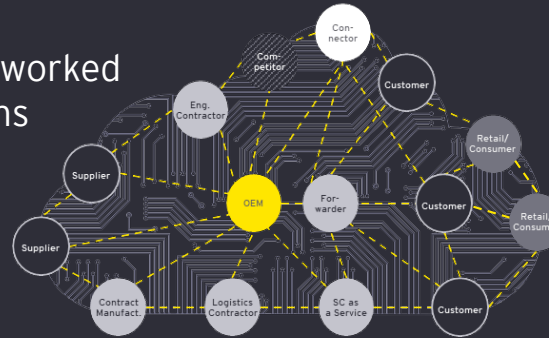 worked
ns
Con-
nector
Com-
petitor
Customer
Eng.
Contractor
Retail/
Consumer
Supplier
OEM
For-
warder
Customer
Retail/
Consum
Supplier
Contract
Manufact.
Logistics
Contractor
SC as
a Service
Customer